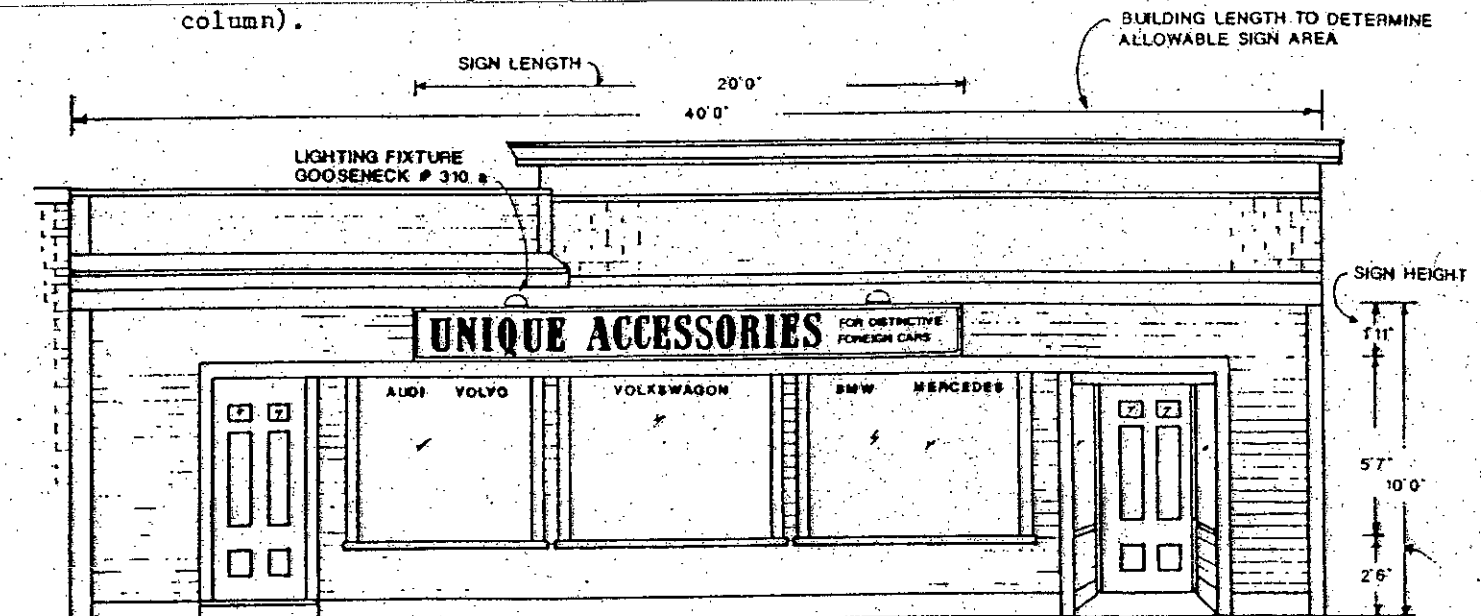 column).
BUILDING LENGTH TO DETERMINE
ALLOWABLE SIGN AREA
SIGN LENGTH
20'0"
40'0"
LIGHTING FIXTURE
GOOSENECK # 310 a
SIGN HEIGHT
UNIQUE ACCESSORIES
FOR DISTINCTIVE
FOREIGN CARS
1'11"
AUDI VOLVO
VOLKSWAGON
BMW MERCEDES
5'7"
10'0"
2'6"